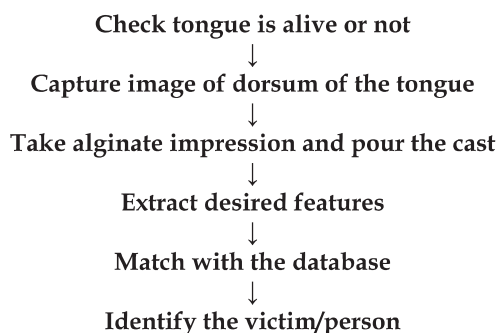 Check tongue is alive or not
↓
Capture image of dorsum of the tongue
↓
Take alginate impression and pour the cast
↓
Extract desired features
↓
Match with the database
↓
Identify the victim/person